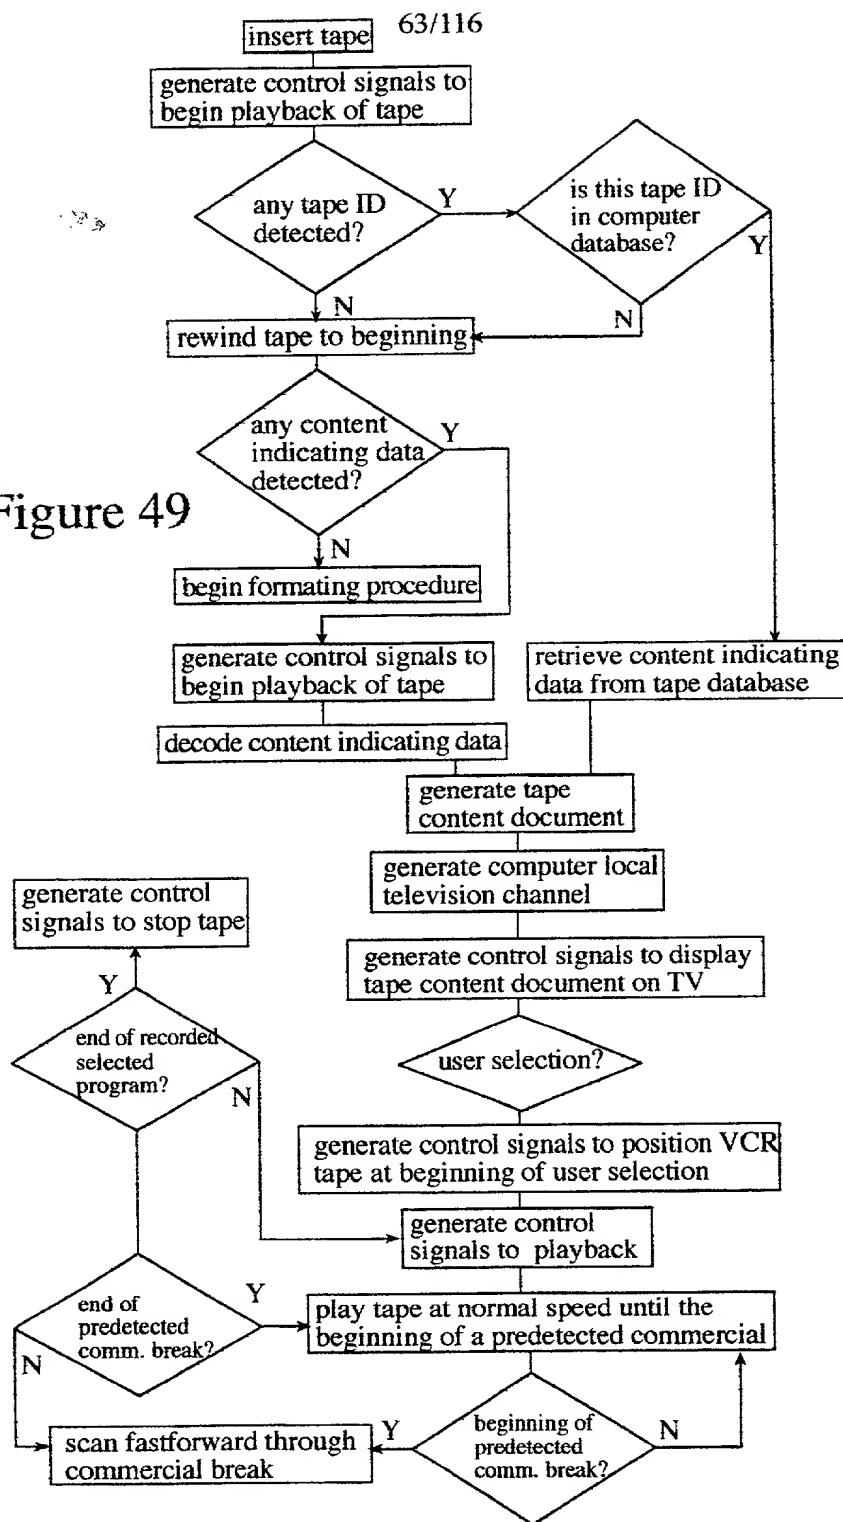 63/116
insert tape
generate control signals to
begin playback of tape
any tape ID
detected?
Y
is this tape ID
in computer
database?
Y
N
N
rewind tape to beginning
any content
indicating data
detected?
Y
Figure 49
N
begin formating procedure
generate control signals to
begin playback of tape
retrieve content indicating
data from tape database
decode content indicating data
generate tape
content document
generate computer local
television channel
generate control
signals to stop tape
generate control signals to display
tape content document on TV
Y
end of recorded
selected
program?
N
user selection?
generate control signals to position VCR
tape at beginning of user selection
generate control
signals to playback
end of
predetected
comm. break?
Y
N
play tape at normal speed until the
beginning of a predetected commercial
scan fastforward through
commercial break
Y
beginning of
predetected
comm. break?
N